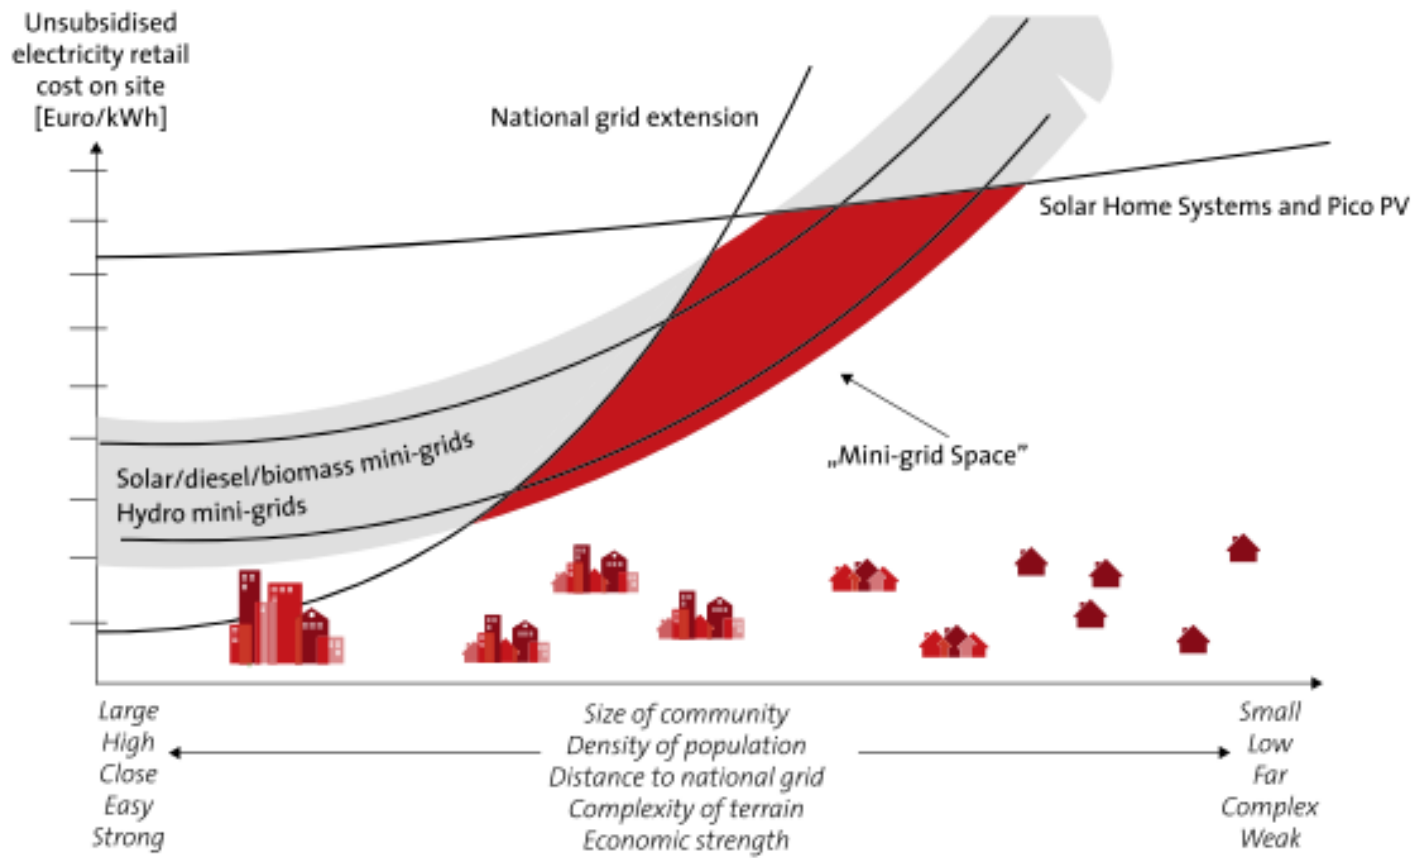 Unsubsidised
electricity retail
cost on site
[Euro/kWh]
National grid extension
Solar Home Systems and Pico PV
„Mini-grid Space”
Solar/diesel/biomass mini-grids
Hydro mini-grids
Large
High
Close
Easy
Strong
Size of community
Density of population
Distance to national grid
Complexity of terrain
Economic strength
Small
Low
Far
Complex
Weak